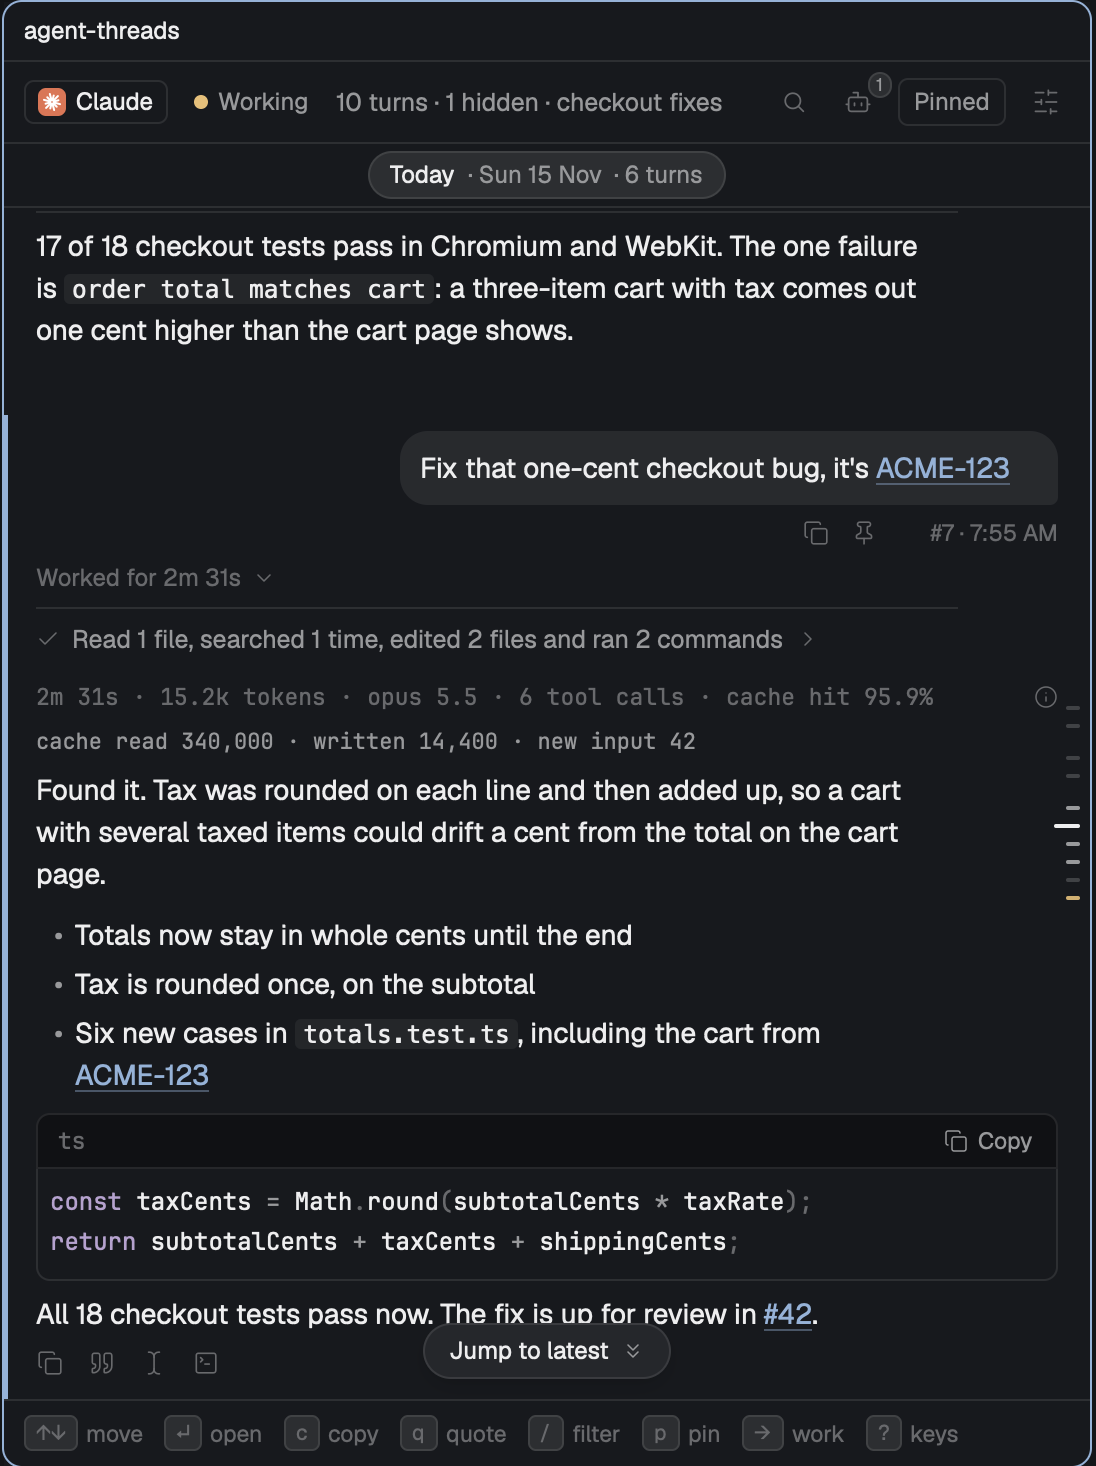 agent-threads
Claude
Working
10 turns · 1 hidden · checkout fixes
1
Pinned
Today · Sun 15 Nov · 6 turns
17 of 18 checkout tests pass in Chromium and WebKit. The one failure
is order total matches cart: a three-item cart with tax comes out
one cent higher than the cart page shows.
Fix that one-cent checkout bug, it's ACME-123
#7 · 7:55 AM
Worked for 2m 31s
Read 1 file, searched 1 time, edited 2 files and ran 2 commands
2m 31s · 15.2k tokens · opus 5.5 · 6 tool calls · cache hit 95.9%
cache read 340,000 · written 14,400 · new input 42
Found it. Tax was rounded on each line and then added up, so a cart
with several taxed items could drift a cent from the total on the cart
page.
• Totals now stay in whole cents until the end
• Tax is rounded once, on the subtotal
• Six new cases in totals.test.ts, including the cart from
ACME-123
ts
Copy
const taxCents = Math.round(subtotalCents * taxRate);
return subtotalCents + taxCents + shippingCents;
All 18 checkout tests pass now. The fix is up for review in #42.
Jump to latest
↑↓ move ↵ open c copy q quote / filter p pin → work ? keys